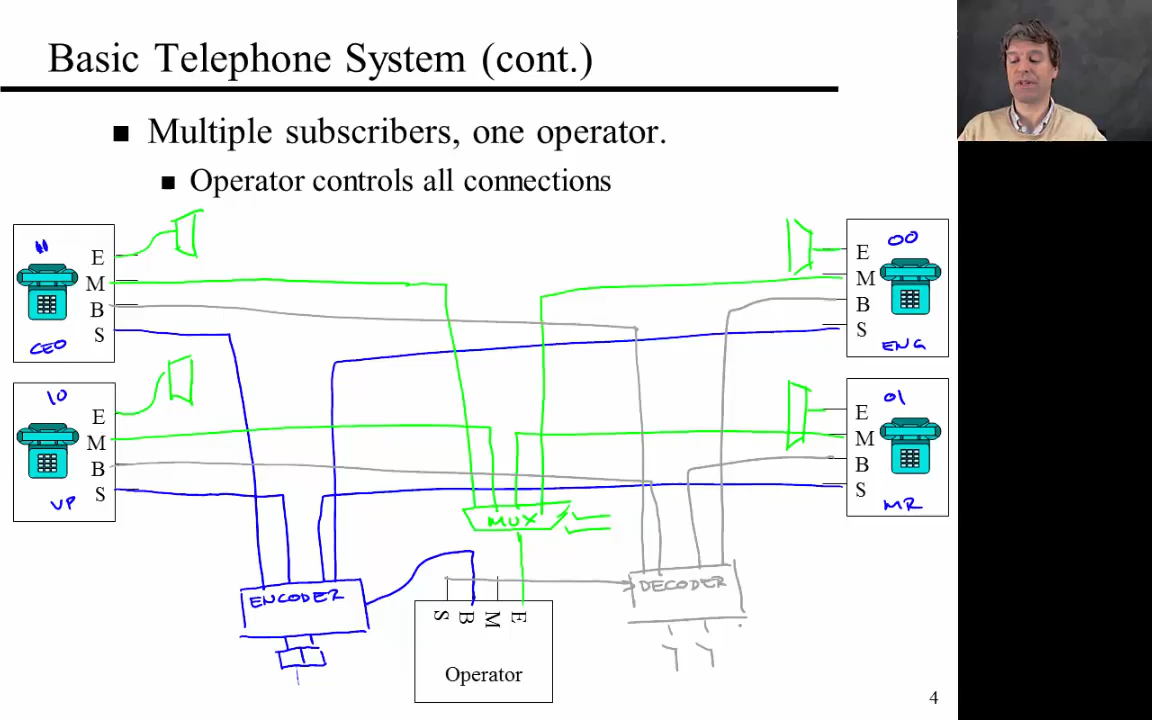 Basic Telephone System (cont.)
Multiple subscribers, one operator.
Operator controls all connections
11
E
M
B
S
CEO
00
E
M
B
S
ENG
10
E
M
B
S
VP
01
E
M
B
S
MR
MUX
ENCODER
DECODER
S B M E
Operator
4